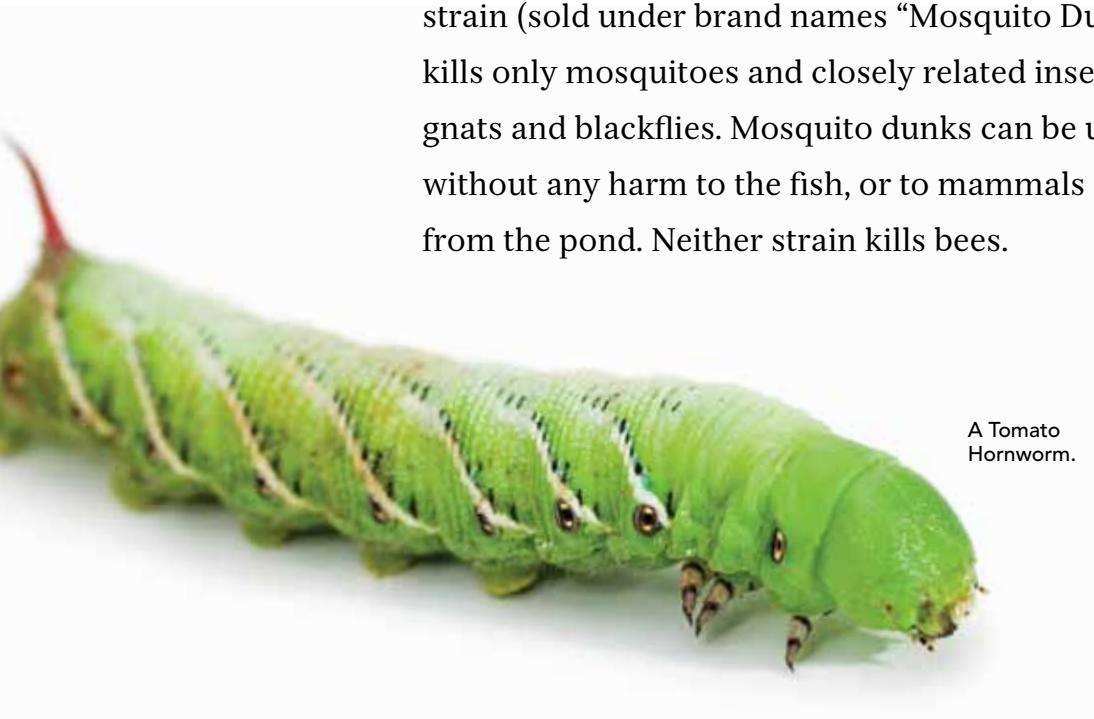 strain (sold under brand names “Mosquito
kills only mosquitoes and closely related
gnats and blackflies. Mosquito dunks can be
without any harm to the fish, or to mammals
from the pond. Neither strain kills bees.
A Tomato
Hornworm.